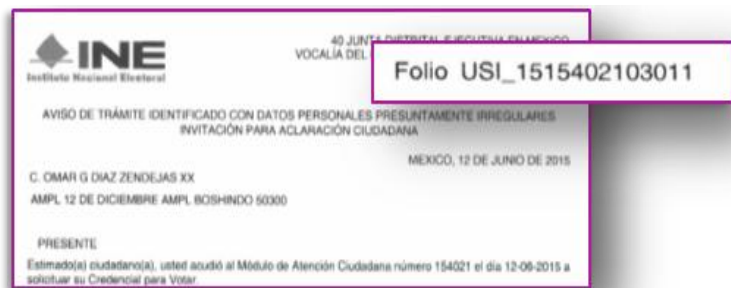 INE
Instituto Nacional Electoral
40 JUNTA DISTRITAL EJECUTIVA EN MEXICO
VOCALÍA DEL
Folio USI_1515402103011
AVISO DE TRÁMITE IDENTIFICADO CON DATOS PERSONALES PRESUNTAMENTE IRREGULARES
INVITACIÓN PARA ACLARACIÓN CIUDADANA
MEXICO, 12 DE JUNIO DE 2015
C. OMAR G DIAZ ZENDEJAS XX
AMPL 12 DE DICIEMBRE AMPL BOSHINDO 50300
PRESENTE
Estimado(a) ciudadano(a), usted acudió al Módulo de Atención Ciudadana número 154021 el día 12-06-2015 a
solicituar su Credencial para Votar.